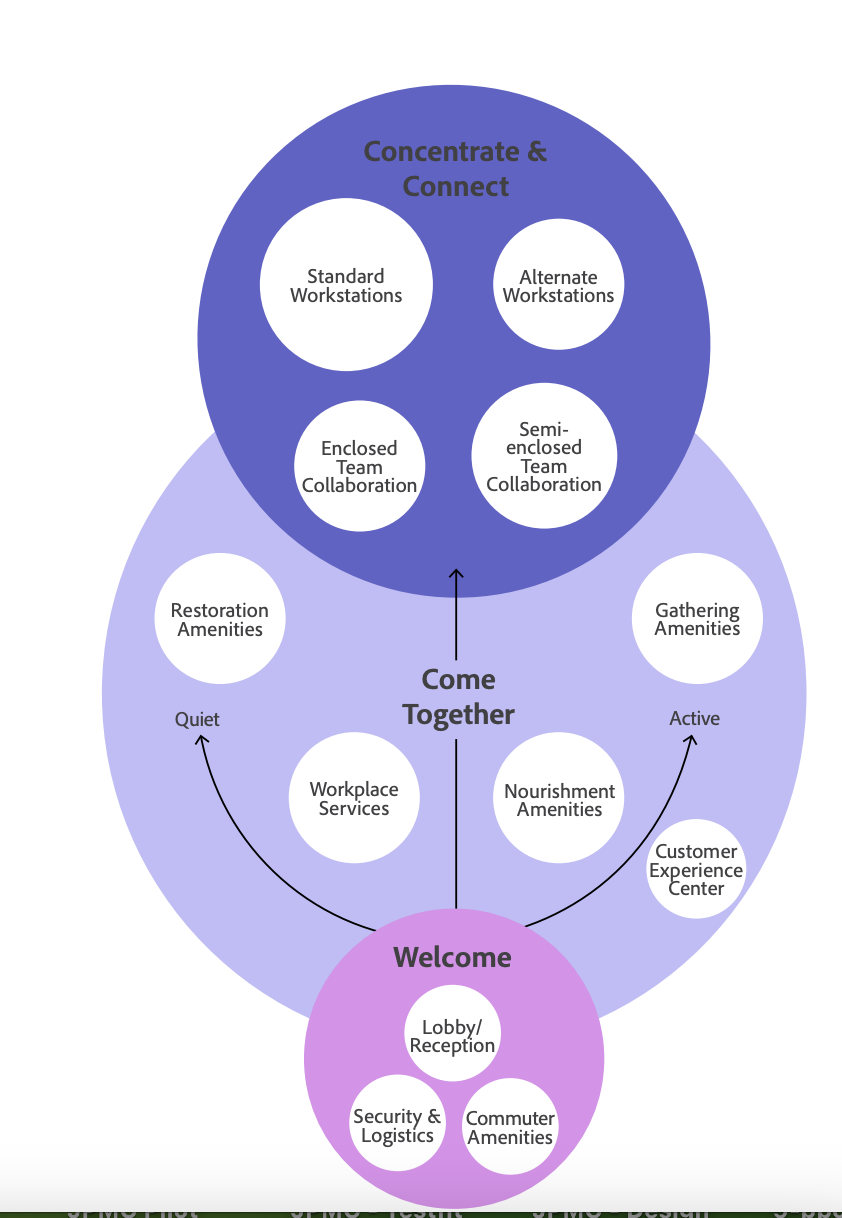 Concentrate &
Connect
Standard
Workstations
Alternate
Workstations
Enclosed
Team
Collaboration
Semi-
enclosed
Team
Collaboration
Restoration
Amenities
Gathering
Amenities
Come
Together
Quiet
Active
Workplace
Services
Nourishment
Amenities
Customer
Experience
Center
Welcome
Lobby/
Reception
Security &
Logistics
Commuter
Amenities